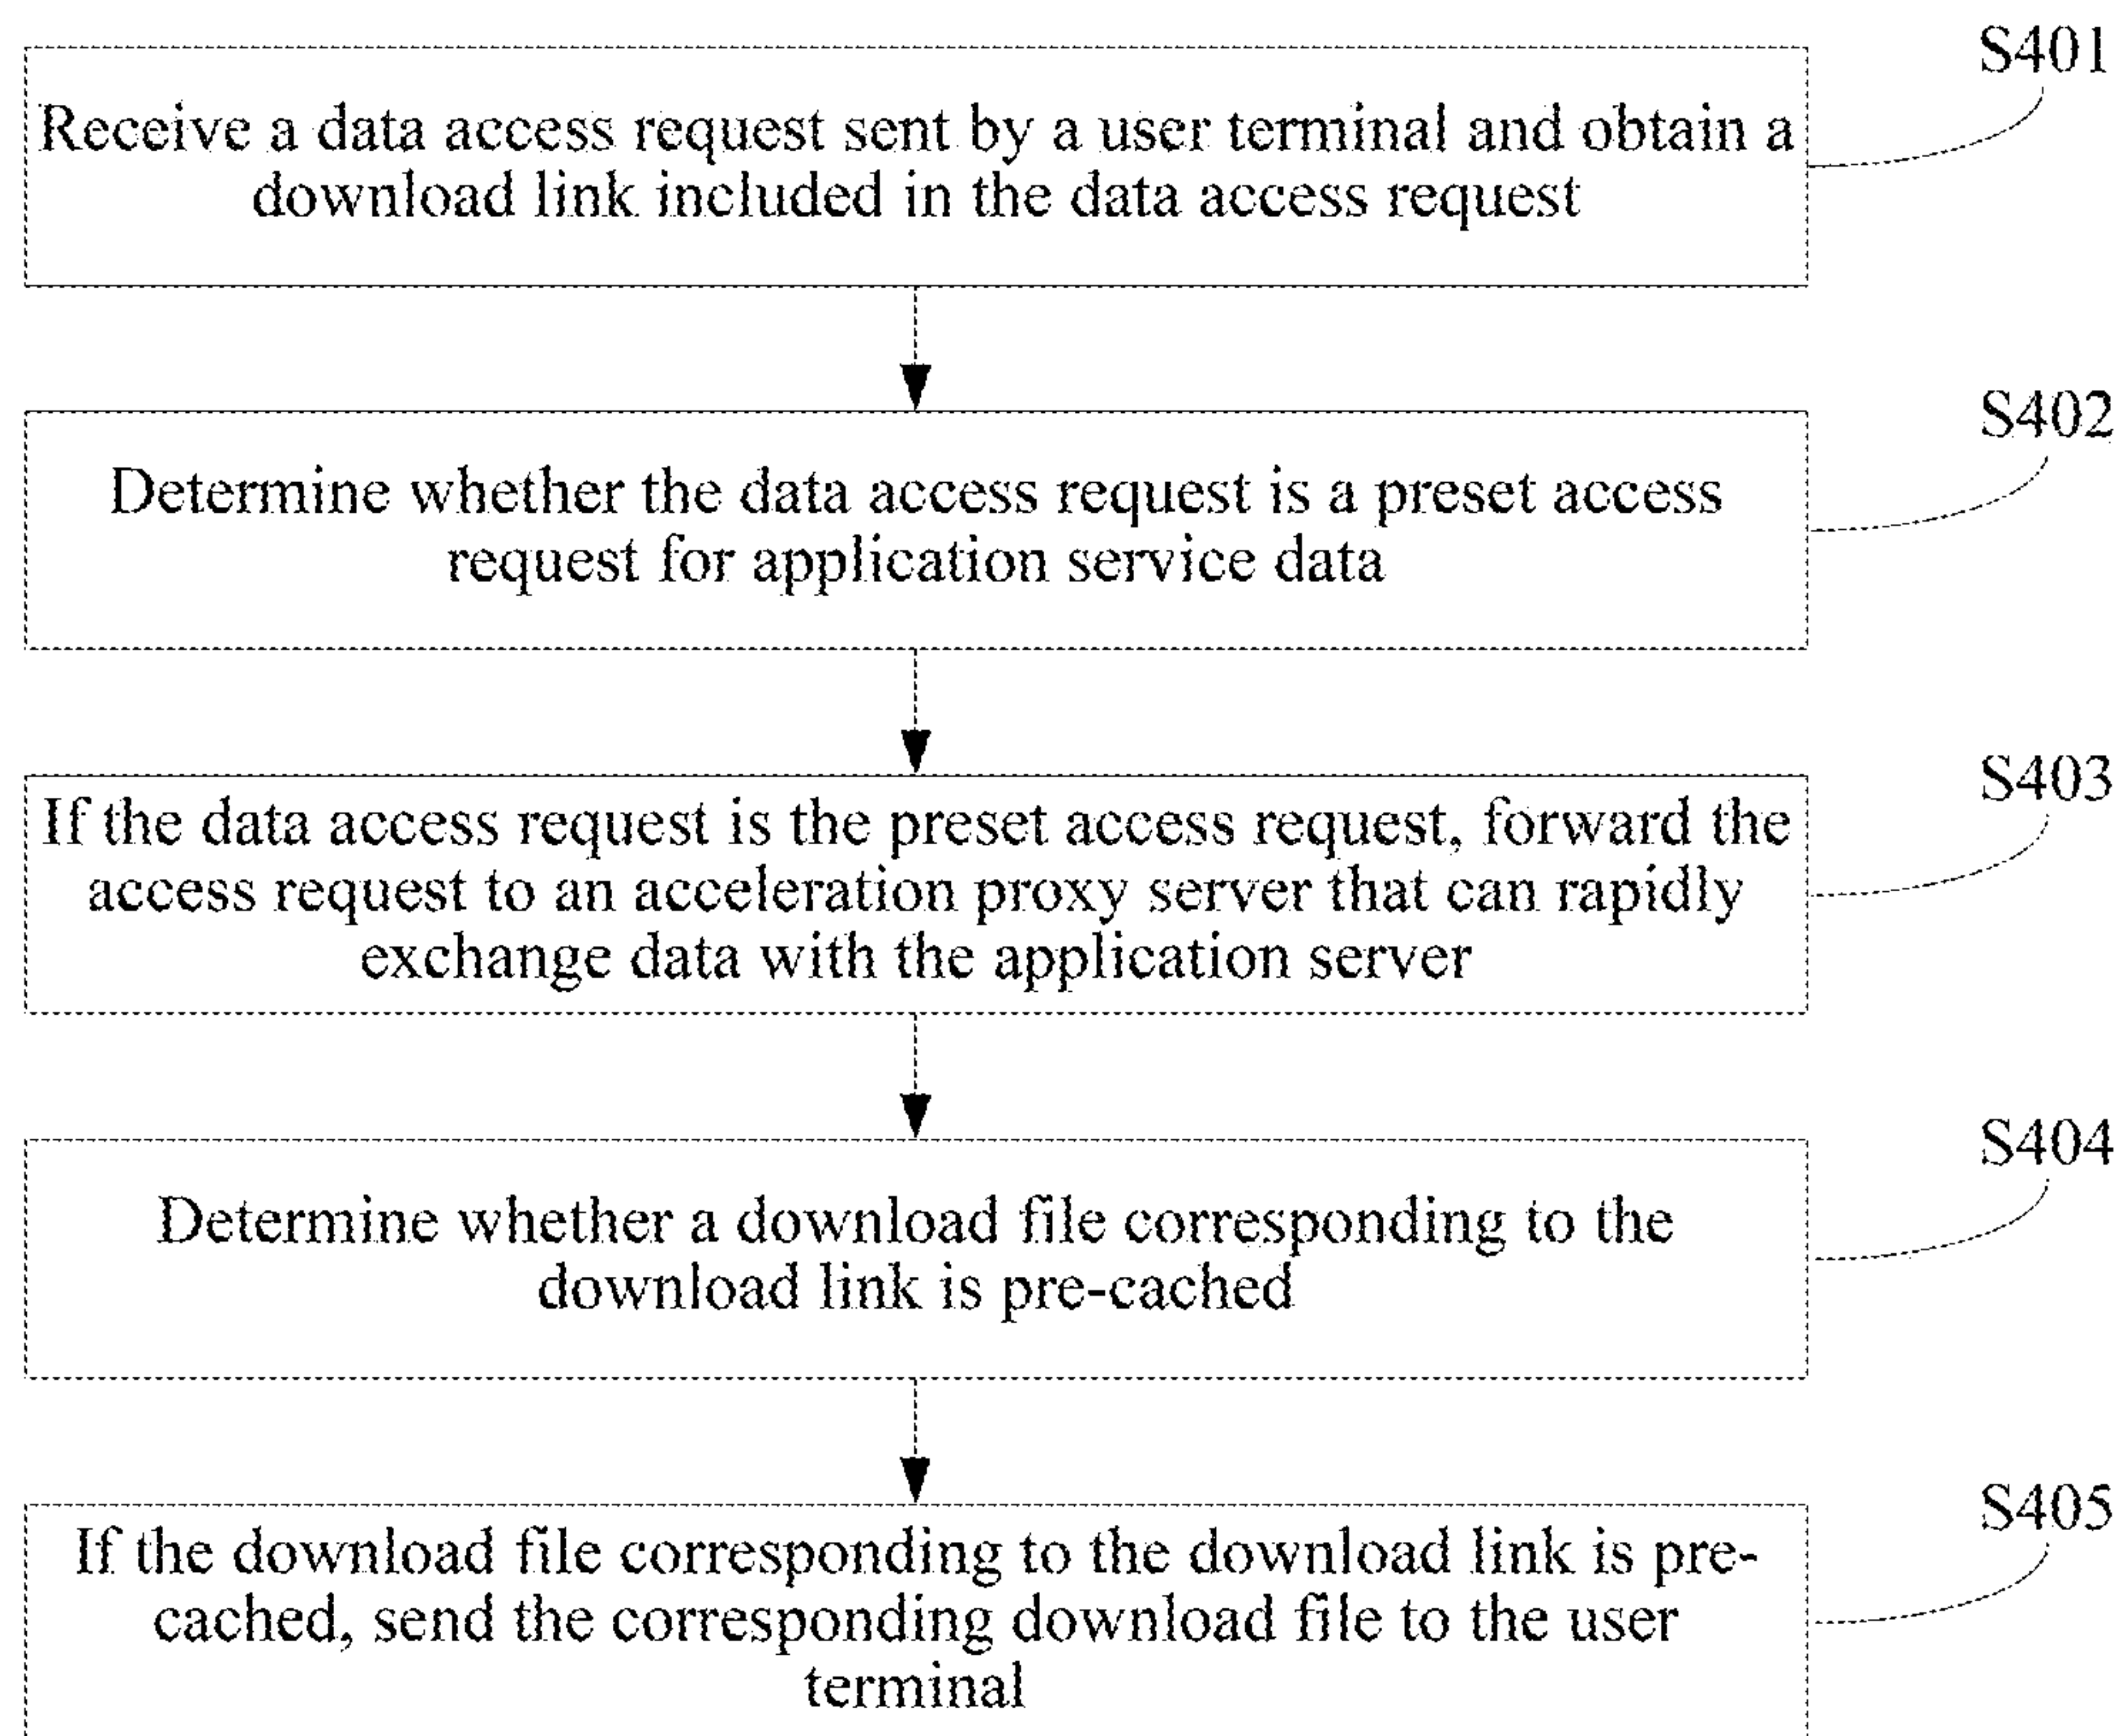 S401
Receive a data access request sent by a user terminal and obtain a
download link included in the data access request
S402
Determine whether the data access request is a preset access
request for application service data
S403
If the data access request is the preset access request, forward the
access request to an acceleration proxy server that can rapidly
exchange data with the application server
S404
Determine whether a download file corresponding to the
download link is pre-cached
S405
If the download file corresponding to the download link is pre-
cached, send the corresponding download file to the user
terminal